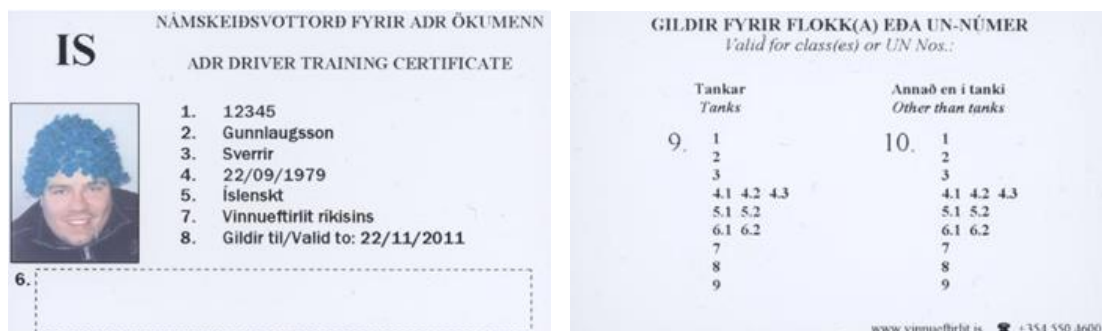 IS
NÁMSKEIÐSVOTTORÐ FYRIR ADR ÖKUMENN
ADR DRIVER TRAINING CERTIFICATE
1. 12345
2. Gunnlaugsson
3. Sverrir
4. 22/09/1979
5. Íslenskt
7. Vinnueftirlit ríkisins
8. Gildir til/Valid to: 22/11/2011
6.
GILDIR FYRIR FLOKK(A) EÐA UN-NÚMER
Valid for class(es) or UN Nos.:
Tankar
Tanks
9. 1
2
3
4.1 4.2 4.3
5.1 5.2
6.1 6.2
7
8
9
Annað en í tanki
Other than tanks
10. 1
2
3
4.1 4.2 4.3
5.1 5.2
6.1 6.2
7
8
9
www.vinnueftirlit.is ☎ +354 550 4600